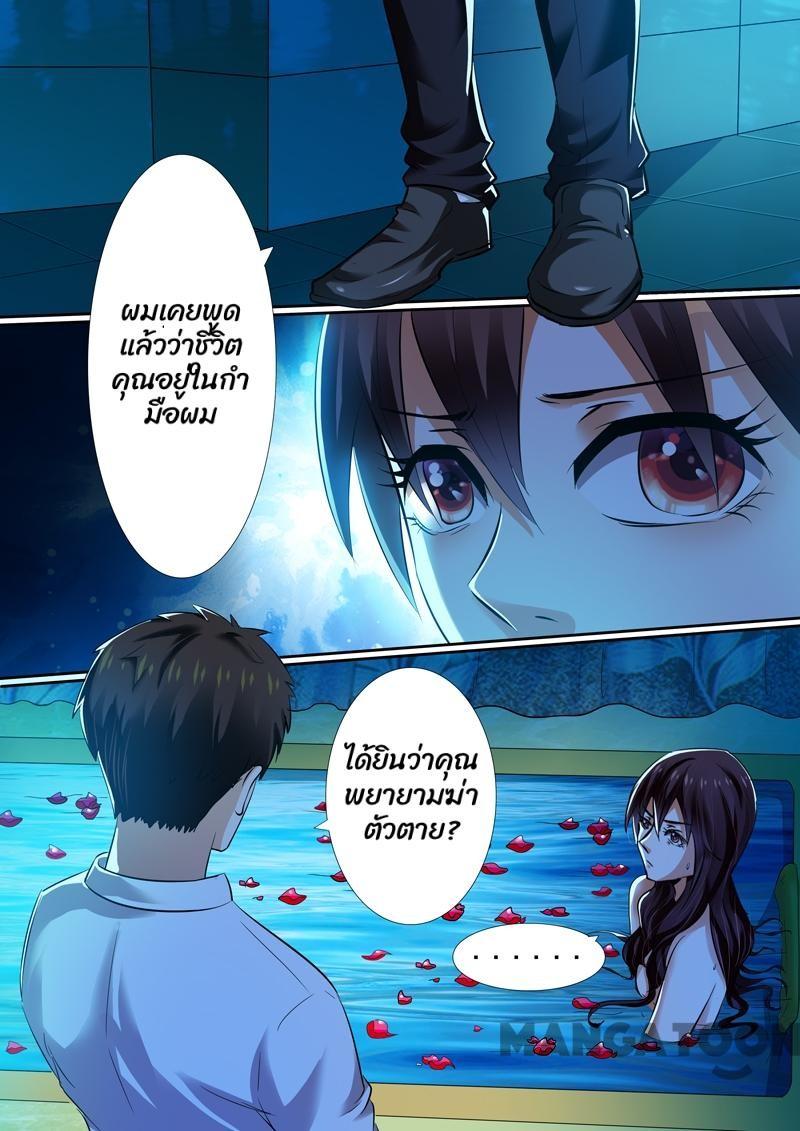 ผมเคยพูด
แล้วว่าชีวิต
คุณอยู่ในกำ
มือผม
ได้ยินว่าคุณ
พยายามฆ่า
ตัวตาย?
. . . . . .
MANGATOON